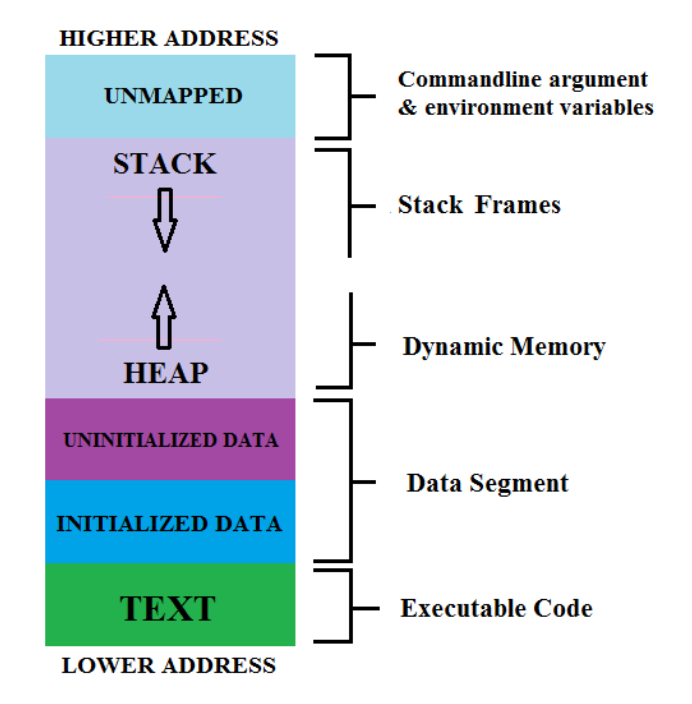 HIGHER ADDRESS
UNMAPPED
Commandline argument
& environment variables
STACK
Stack Frames
HEAP
Dynamic Memory
UNINITIALIZED DATA
INITIALIZED DATA
Data Segment
TEXT
Executable Code
LOWER ADDRESS